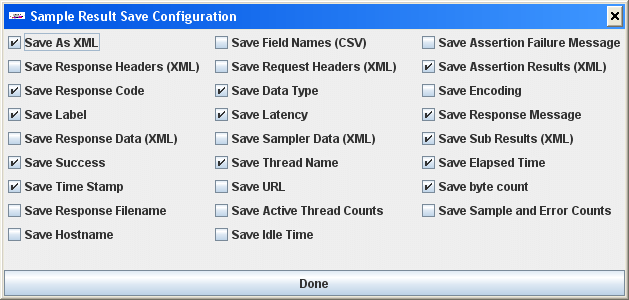 Sample Result Save Configuration
Save As XML Save Field Names (CSV) Save Assertion Failure Message
Save Response Headers (XML) Save Request Headers (XML) Save Assertion Results (XML)
Save Response Code Save Data Type Save Encoding
Save Label Save Latency Save Response Message
Save Response Data (XML) Save Sampler Data (XML) Save Sub Results (XML)
Save Success Save Thread Name Save Elapsed Time
Save Time Stamp Save URL Save byte count
Save Response Filename Save Active Thread Counts Save Sample and Error Counts
Save Hostname Save Idle Time
Done